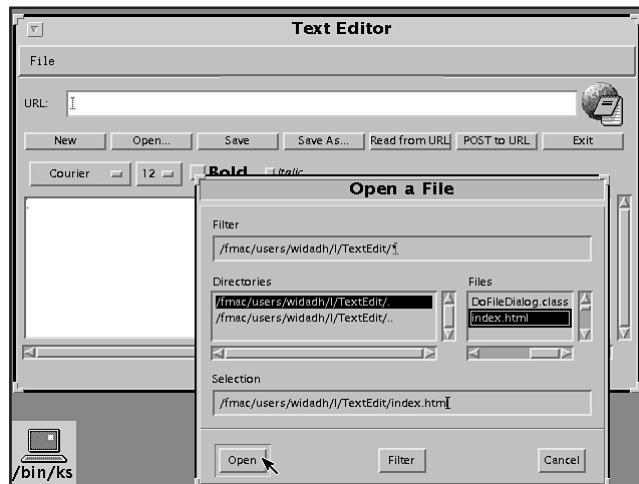 Text Editor
File
URL:
New Open... Save Save As... Read from URL POST to URL Exit
Courier 12 Bold Italic
Open a File
Filter
/fmac/users/widadh/I/TextEdit/*
Directories Files
/fmac/users/widadh/I/TextEdit/. DoFileDialog.class
/fmac/users/widadh/I/TextEdit/.. index.html
Selection
/fmac/users/widadh/I/TextEdit/index.html
Open Filter Cancel
/bin/ks